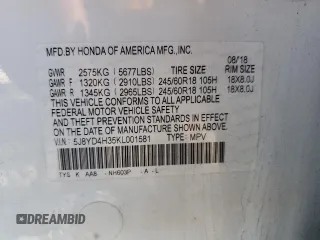 MFD.BY HONDA OF AMERICA MFG.,INC. 08/18
GVWR 2575KG (5677LBS) TIRE SIZE RIM SIZE
GAWR F 1320KG (2910LBS) 245/60R18 105H 18X8.0J
GAWR R 1345KG (2965LBS) 245/60R18 105H 18X8.0J
THIS VEHICLE CONFORMS TO ALL APPLICABLE
FEDERAL MOTOR VEHICLE SAFETY
AND THEFT PREVENTION STANDARDS IN EFFECT
ON THE DATE OF MANUFACTURE SHOWN ABOVE.
V.I.N.: 5J8YD4H35KL001581 TYPE: MPV
TYS K AA6 NH603P A - L
DREAMBID